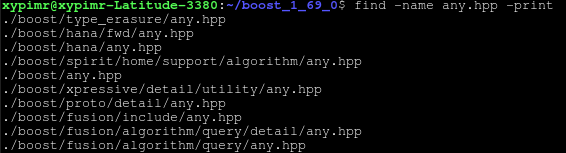 xypimr@xypimr-Latitude-3380:~/boost_1_69_0$ find -name any.hpp -print
./boost/type_erasure/any.hpp
./boost/hana/fwd/any.hpp
./boost/hana/any.hpp
./boost/spirit/home/support/algorithm/any.hpp
./boost/any.hpp
./boost/xpressive/detail/utility/any.hpp
./boost/proto/detail/any.hpp
./boost/fusion/include/any.hpp
./boost/fusion/algorithm/query/detail/any.hpp
./boost/fusion/algorithm/query/any.hpp